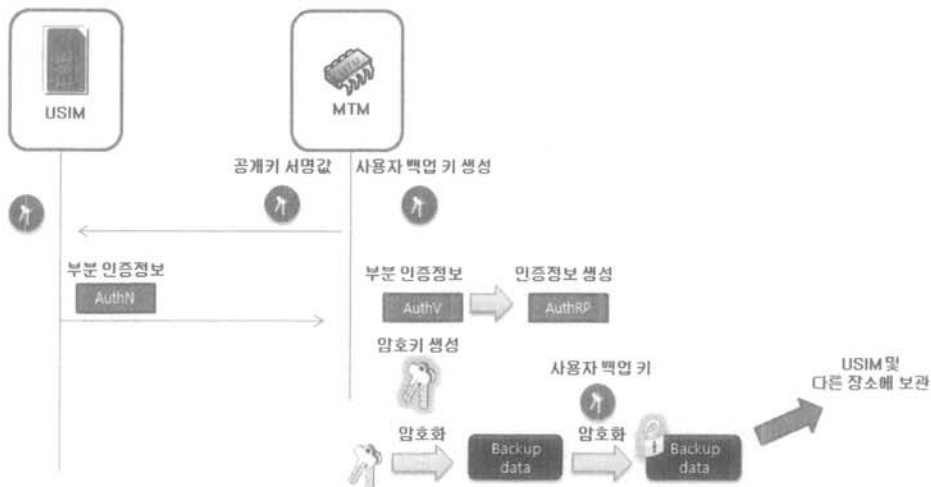 USIM
MTM
MTM
공개키 서명값
사용자 백업 키 생성
부분 인증정보
AuthN
부분 인증정보
AuthV
인증정보 생성
AuthRP
암호키 생성
사용자 백업 키
USIM 및
다른 장소에 보관
암호화
Backup
data
암호화
Backup
data